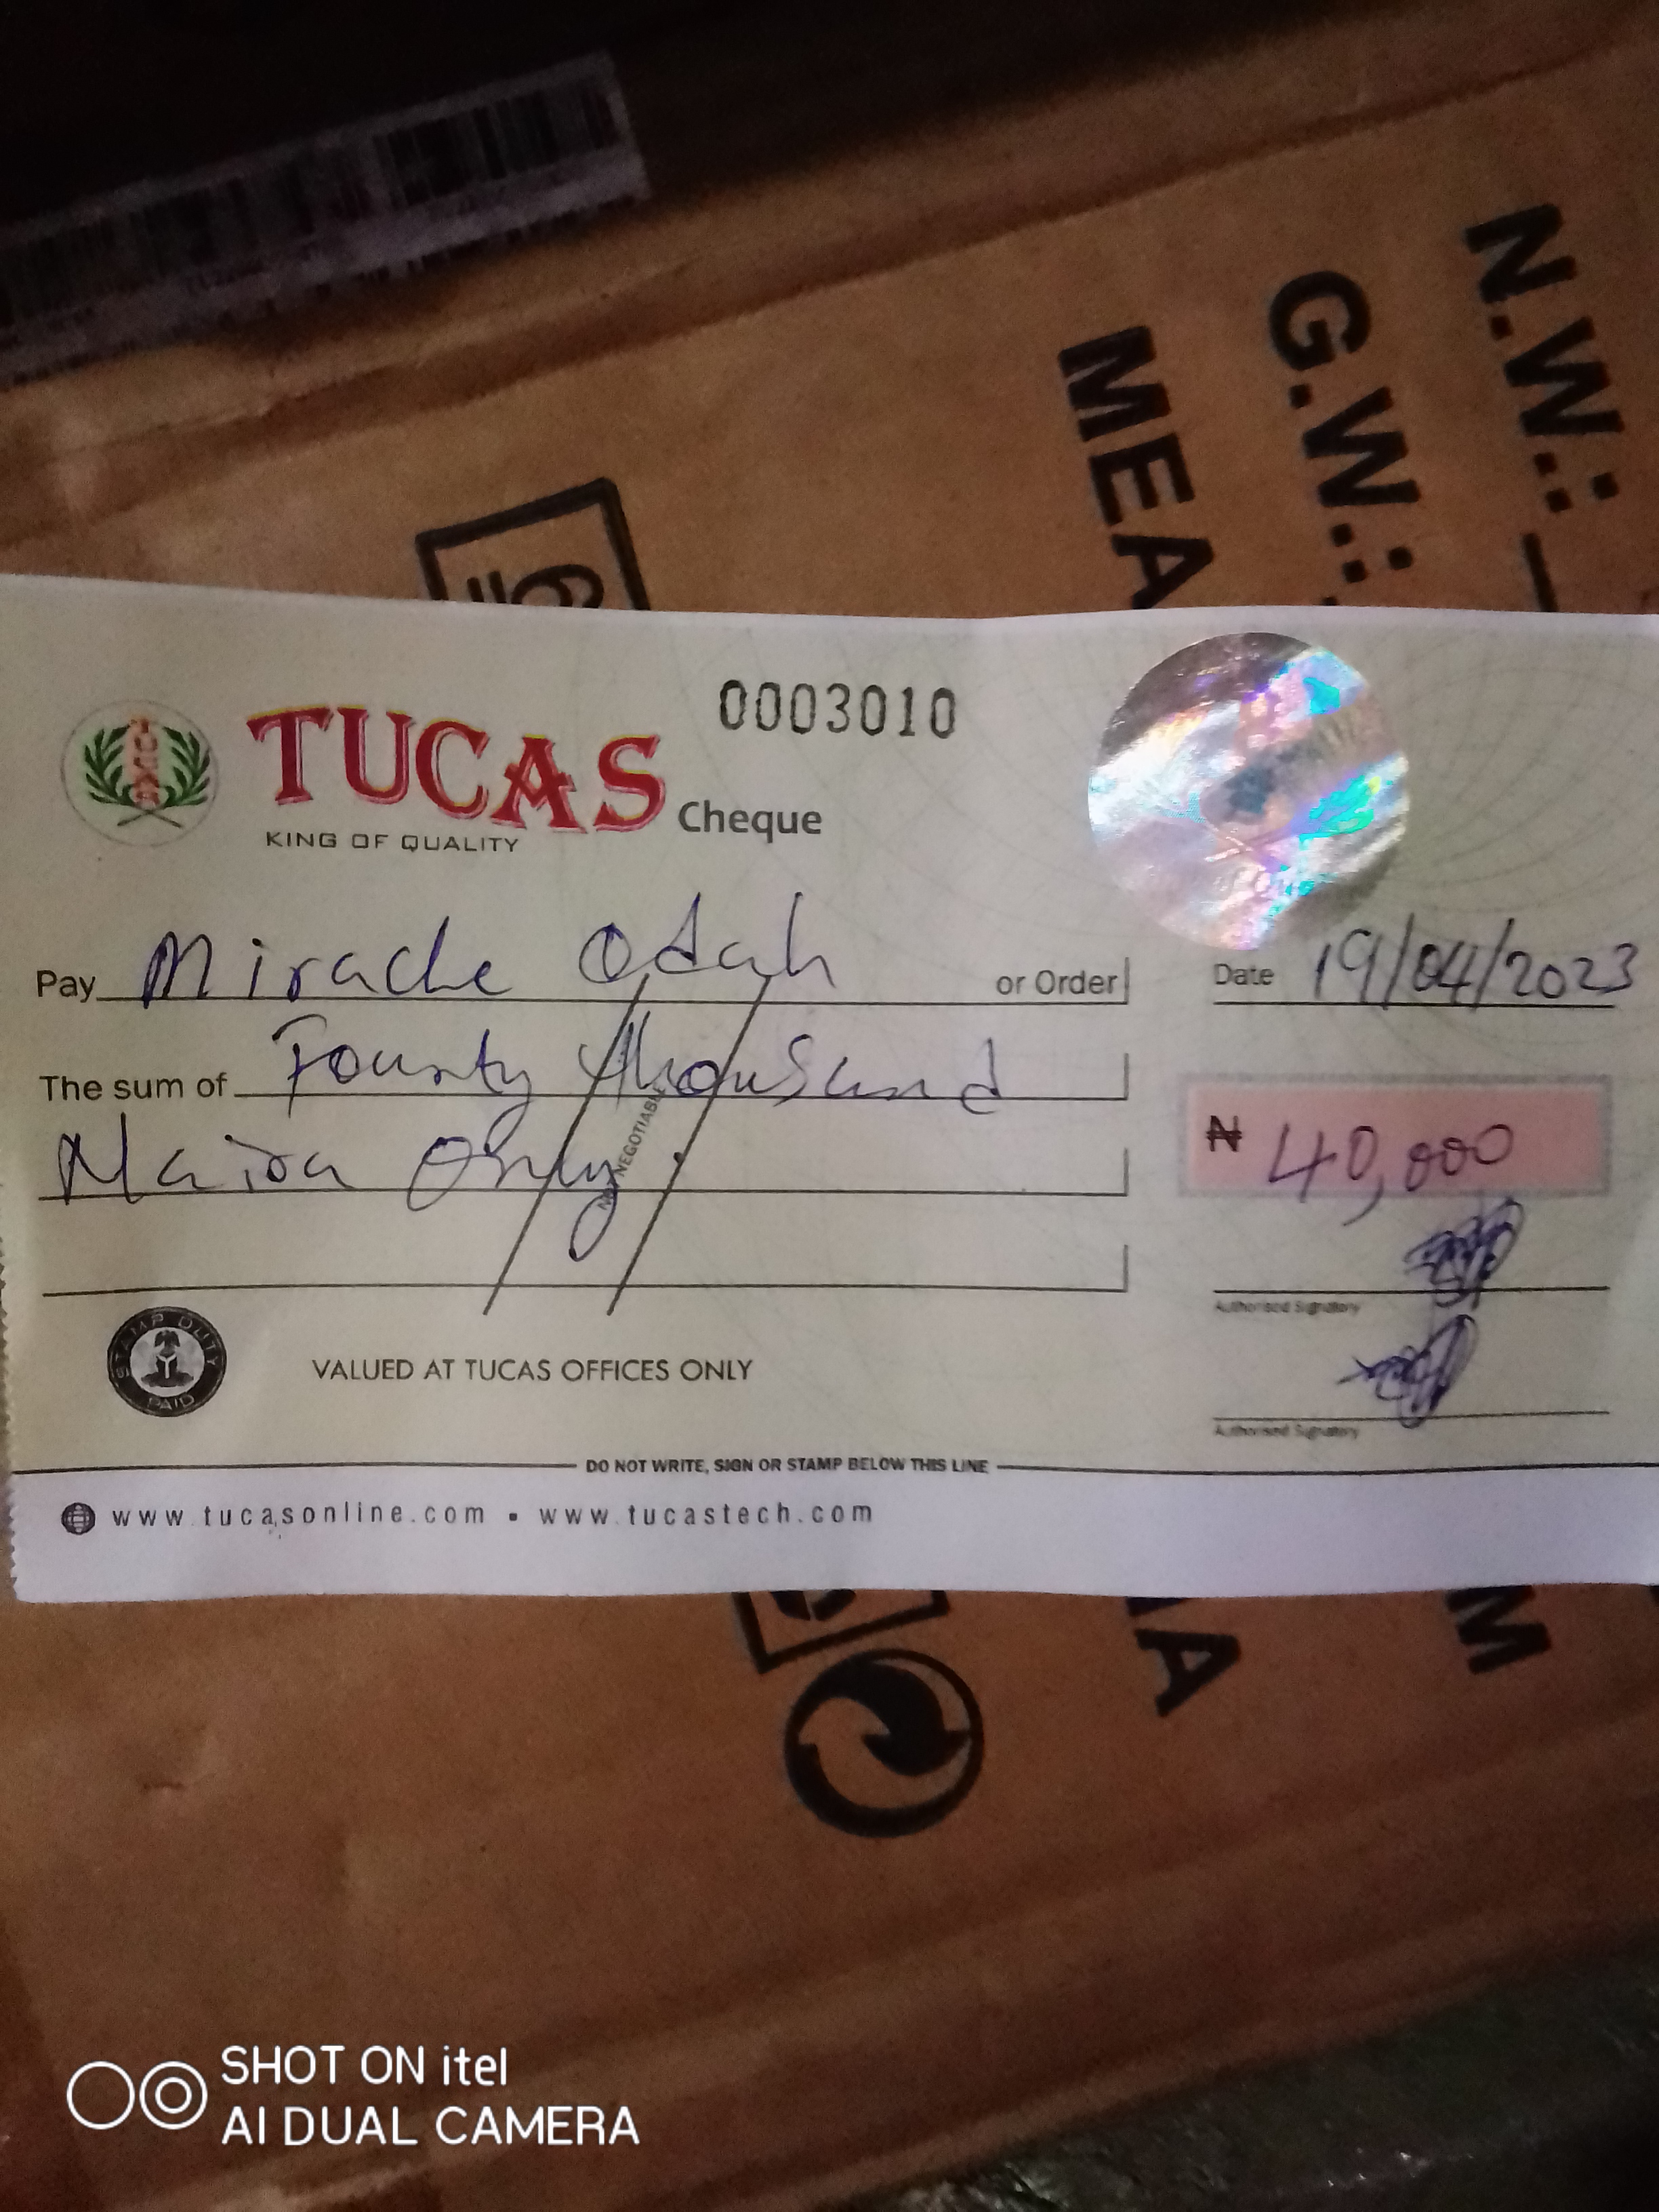 N.W.:
G.W.:
MEA
TUCAS
0003010
KING OF QUALITY
Cheque
Pay Miracle Odah or Order
Date 19/04/2023
The sum of Fourty thousand
Naira Only.
NOT NEGOTIABLE
₦ 40,000
Authorised Signatory
Authorised Signatory
STAMP DUTY
PAID
VALUED AT TUCAS OFFICES ONLY
DO NOT WRITE, SIGN OR STAMP BELOW THIS LINE
www.tucasonline.com • www.tucastech.com
SHOT ON itel
AI DUAL CAMERA